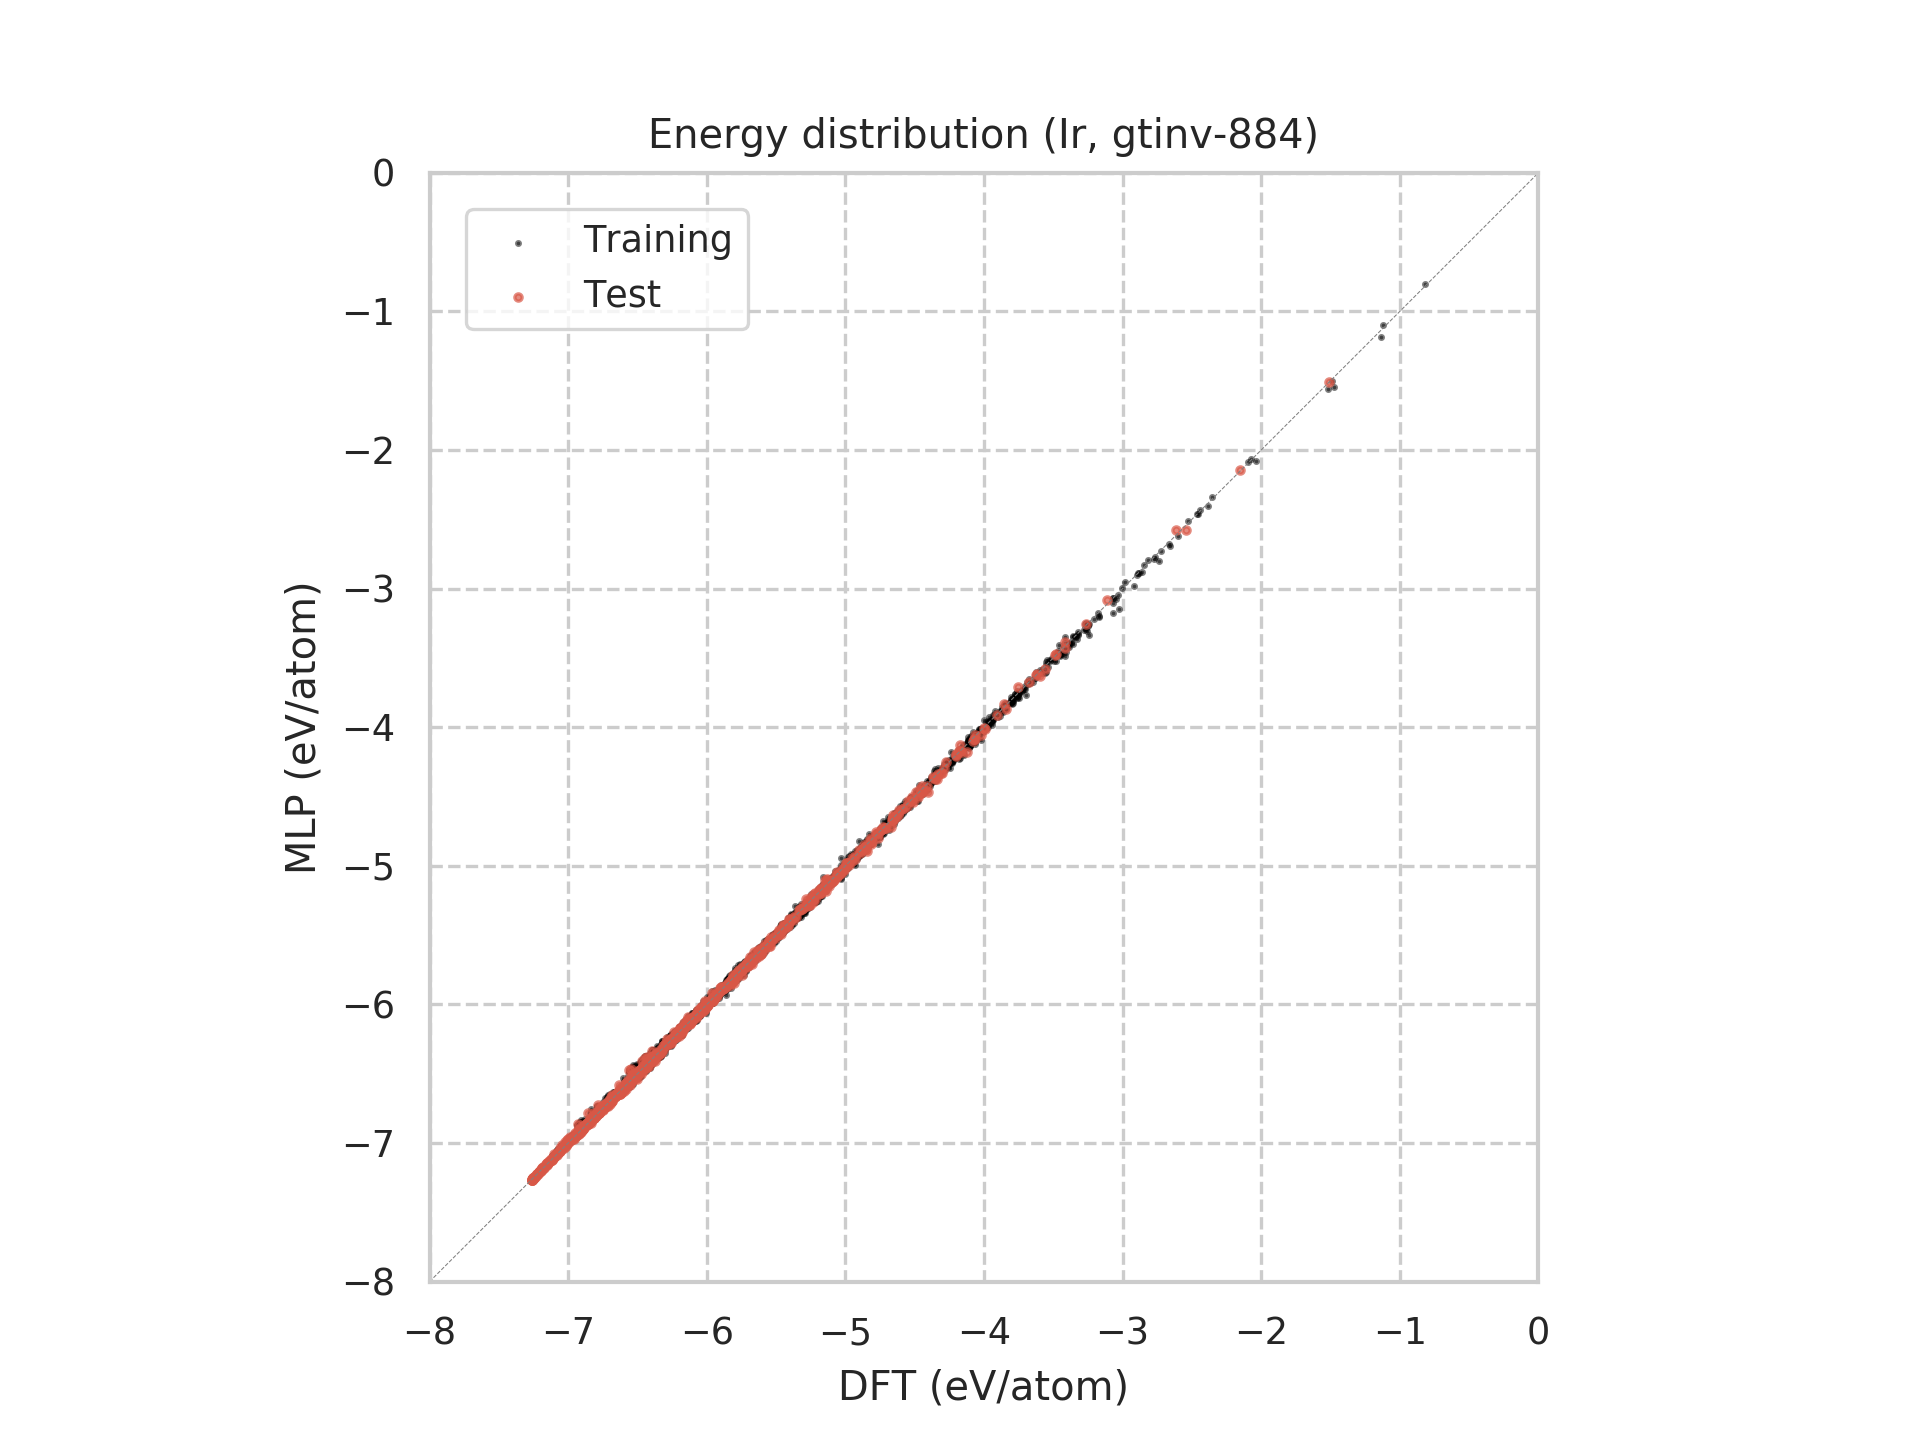 Energy distribution (Ir, gtinv-884)
0
−1
−2
−3
−4
−5
−6
−7
−8
MLP (eV/atom)
Training
Test
−8 −7 −6 −5 −4 −3 −2 −1 0
DFT (eV/atom)